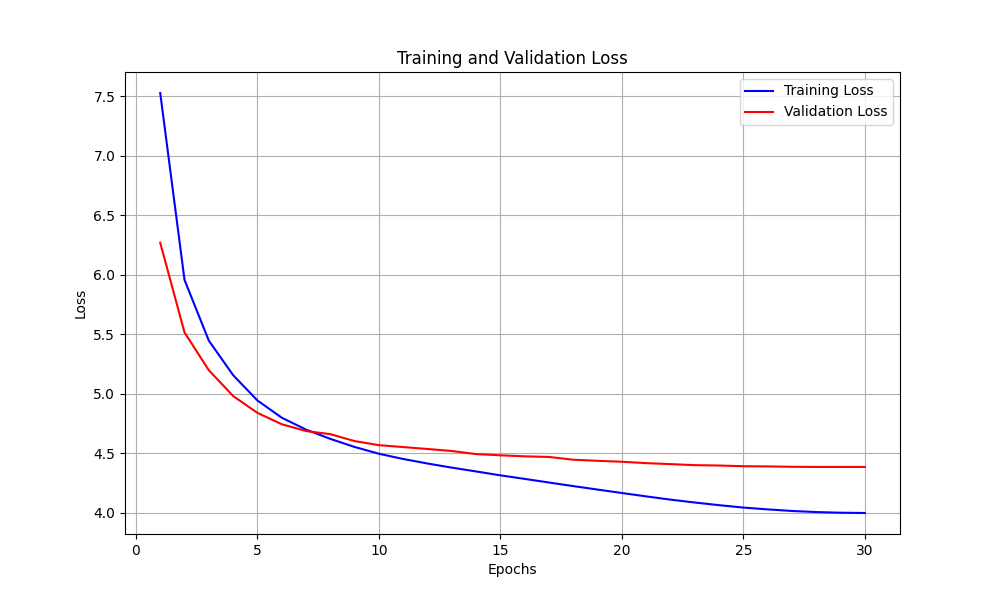 Training and Validation Loss
Training Loss
Validation Loss
7.5
7.0
6.5
6.0
5.5
5.0
4.5
4.0
Loss
0 5 10 15 20 25 30
Epochs